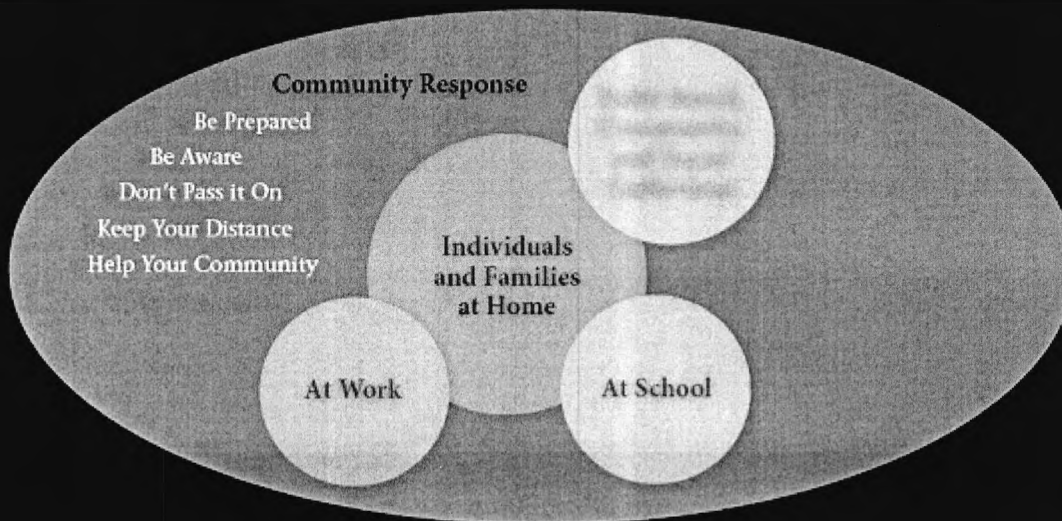 Community Response
Be Prepared
Be Aware
Don't Pass it On
Keep Your Distance
Help Your Community
Individuals
and Families
at Home
At Work
At School